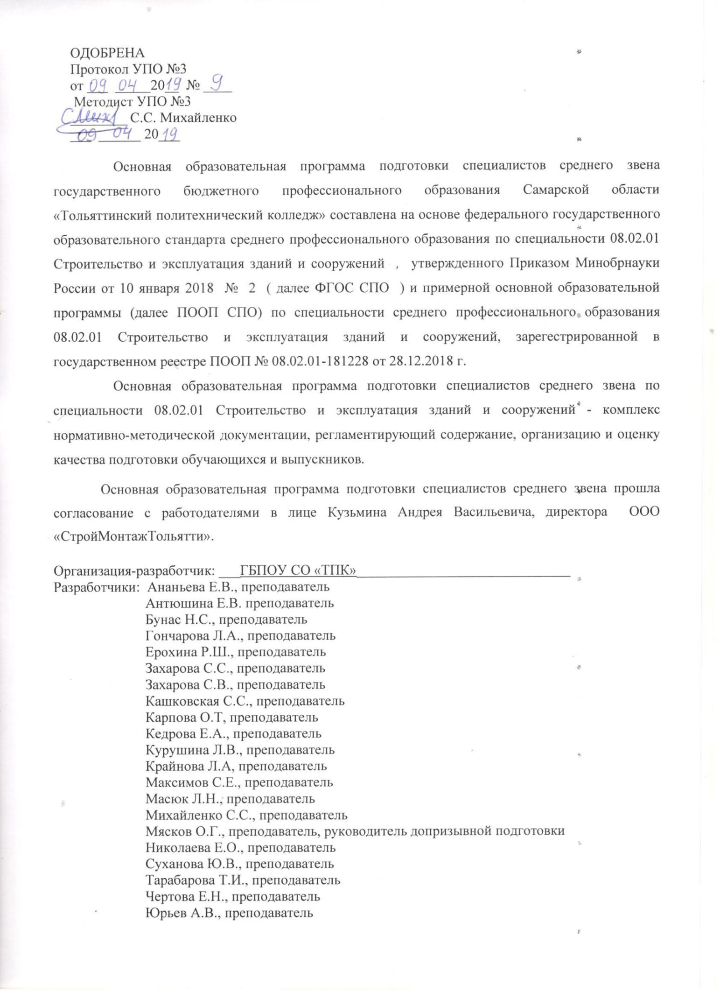 ОДОБРЕНА
Протокол УПО №3
от 09 04 2019 № 9
Методист УПО №3
С.С. Михайленко
09 04 2019
Основная образовательная программа подготовки специалистов среднего звена
государственного бюджетного профессионального образования Самарской области
«Тольяттинский политехнический колледж» составлена на основе федерального государственного
образовательного стандарта среднего профессионального образования по специальности 08.02.01
Строительство и эксплуатация зданий и сооружений , утвержденного Приказом Минобрнауки
России от 10 января 2018 № 2 ( далее ФГОС СПО ) и примерной основной образовательной
программы (далее ПООП СПО) по специальности среднего профессионального образования
08.02.01 Строительство и эксплуатация зданий и сооружений, зарегестрированной в
государственном реестре ПООП № 08.02.01-181228 от 28.12.2018 г.
Основная образовательная программа подготовки специалистов среднего звена по
специальности 08.02.01 Строительство и эксплуатация зданий и сооружений - комплекс
нормативно-методической документации, регламентирующий содержание, организацию и оценку
качества подготовки обучающихся и выпускников.
Основная образовательная программа подготовки специалистов среднего звена прошла
согласование с работодателями в лице Кузьмина Андрея Васильевича, директора ООО
«СтройМонтажТольятти».
Организация-разработчик: ___ГБПОУ СО «ТПК»___
Разработчики: Ананьева Е.В., преподаватель
Антюшина Е.В. преподаватель
Бунас Н.С., преподаватель
Гончарова Л.А., преподаватель
Ерохина Р.Ш., преподаватель
Захарова С.С., преподаватель
Захарова С.В., преподаватель
Кашковская С.С., преподаватель
Карпова О.Т, преподаватель
Кедрова Е.А., преподаватель
Курушина Л.В., преподаватель
Крайнова Л.А, преподаватель
Максимов С.Е., преподаватель
Масюк Л.Н., преподаватель
Михайленко С.С., преподаватель
Мясков О.Г., преподаватель, руководитель допризывной подготовки
Николаева Е.О., преподаватель
Суханова Ю.В., преподаватель
Тарабарова Т.И., преподаватель
Чертова Е.Н., преподаватель
Юрьев А.В., преподаватель